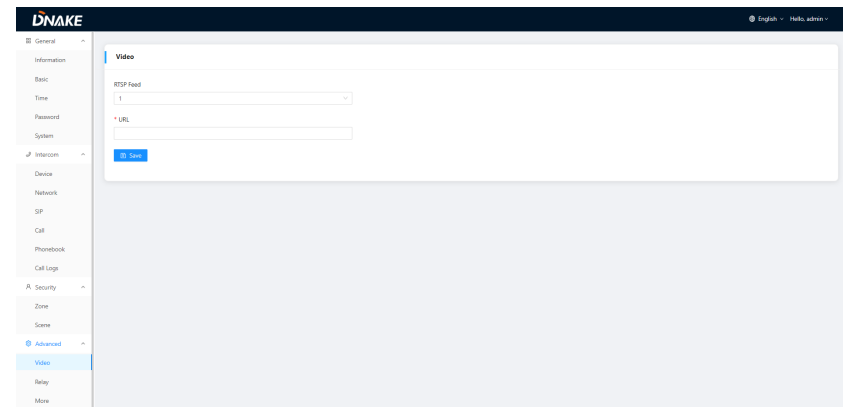 DNAKE
English Hello, admin
General
Information
Basic
Time
Password
System
Intercom
Device
Network
SIP
Call
Phonebook
Call Logs
Security
Zone
Scene
Advanced
Video
Relay
More
Video
RTSP Feed
1
* URL
Save